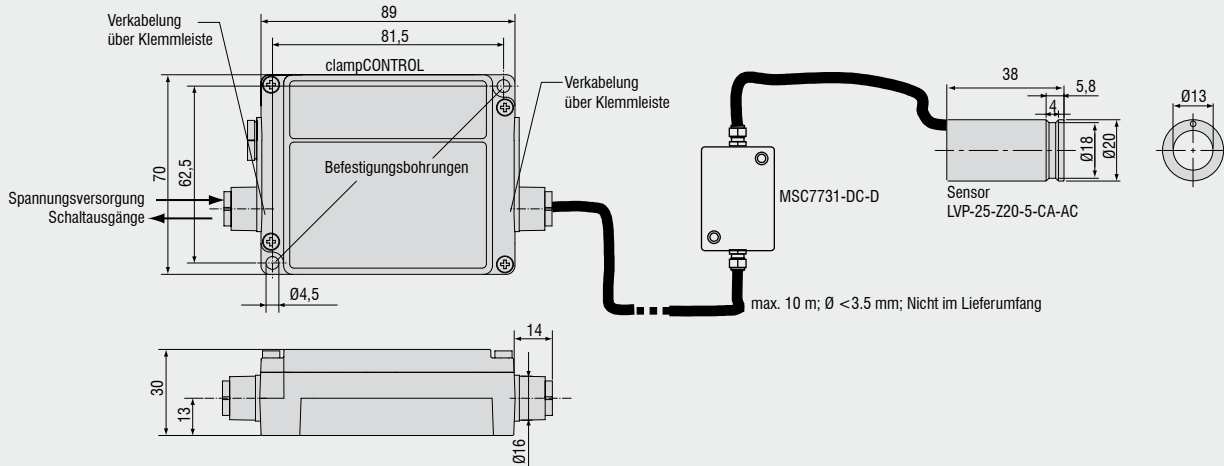 Verkabelung
über Klemmleiste
89
81,5
clampCONTROL
Verkabelung
über Klemmleiste
38
5,8
4
Ø18
Ø20
Ø13
70
62,5
Befestigungsbohrungen
Spannungsversorgung
Schaltausgänge
MSC7731-DC-D
Sensor
LVP-25-Z20-5-CA-AC
Ø4,5
max. 10 m; Ø <3.5 mm; Nicht im Lieferumfang
14
30
13
Ø16